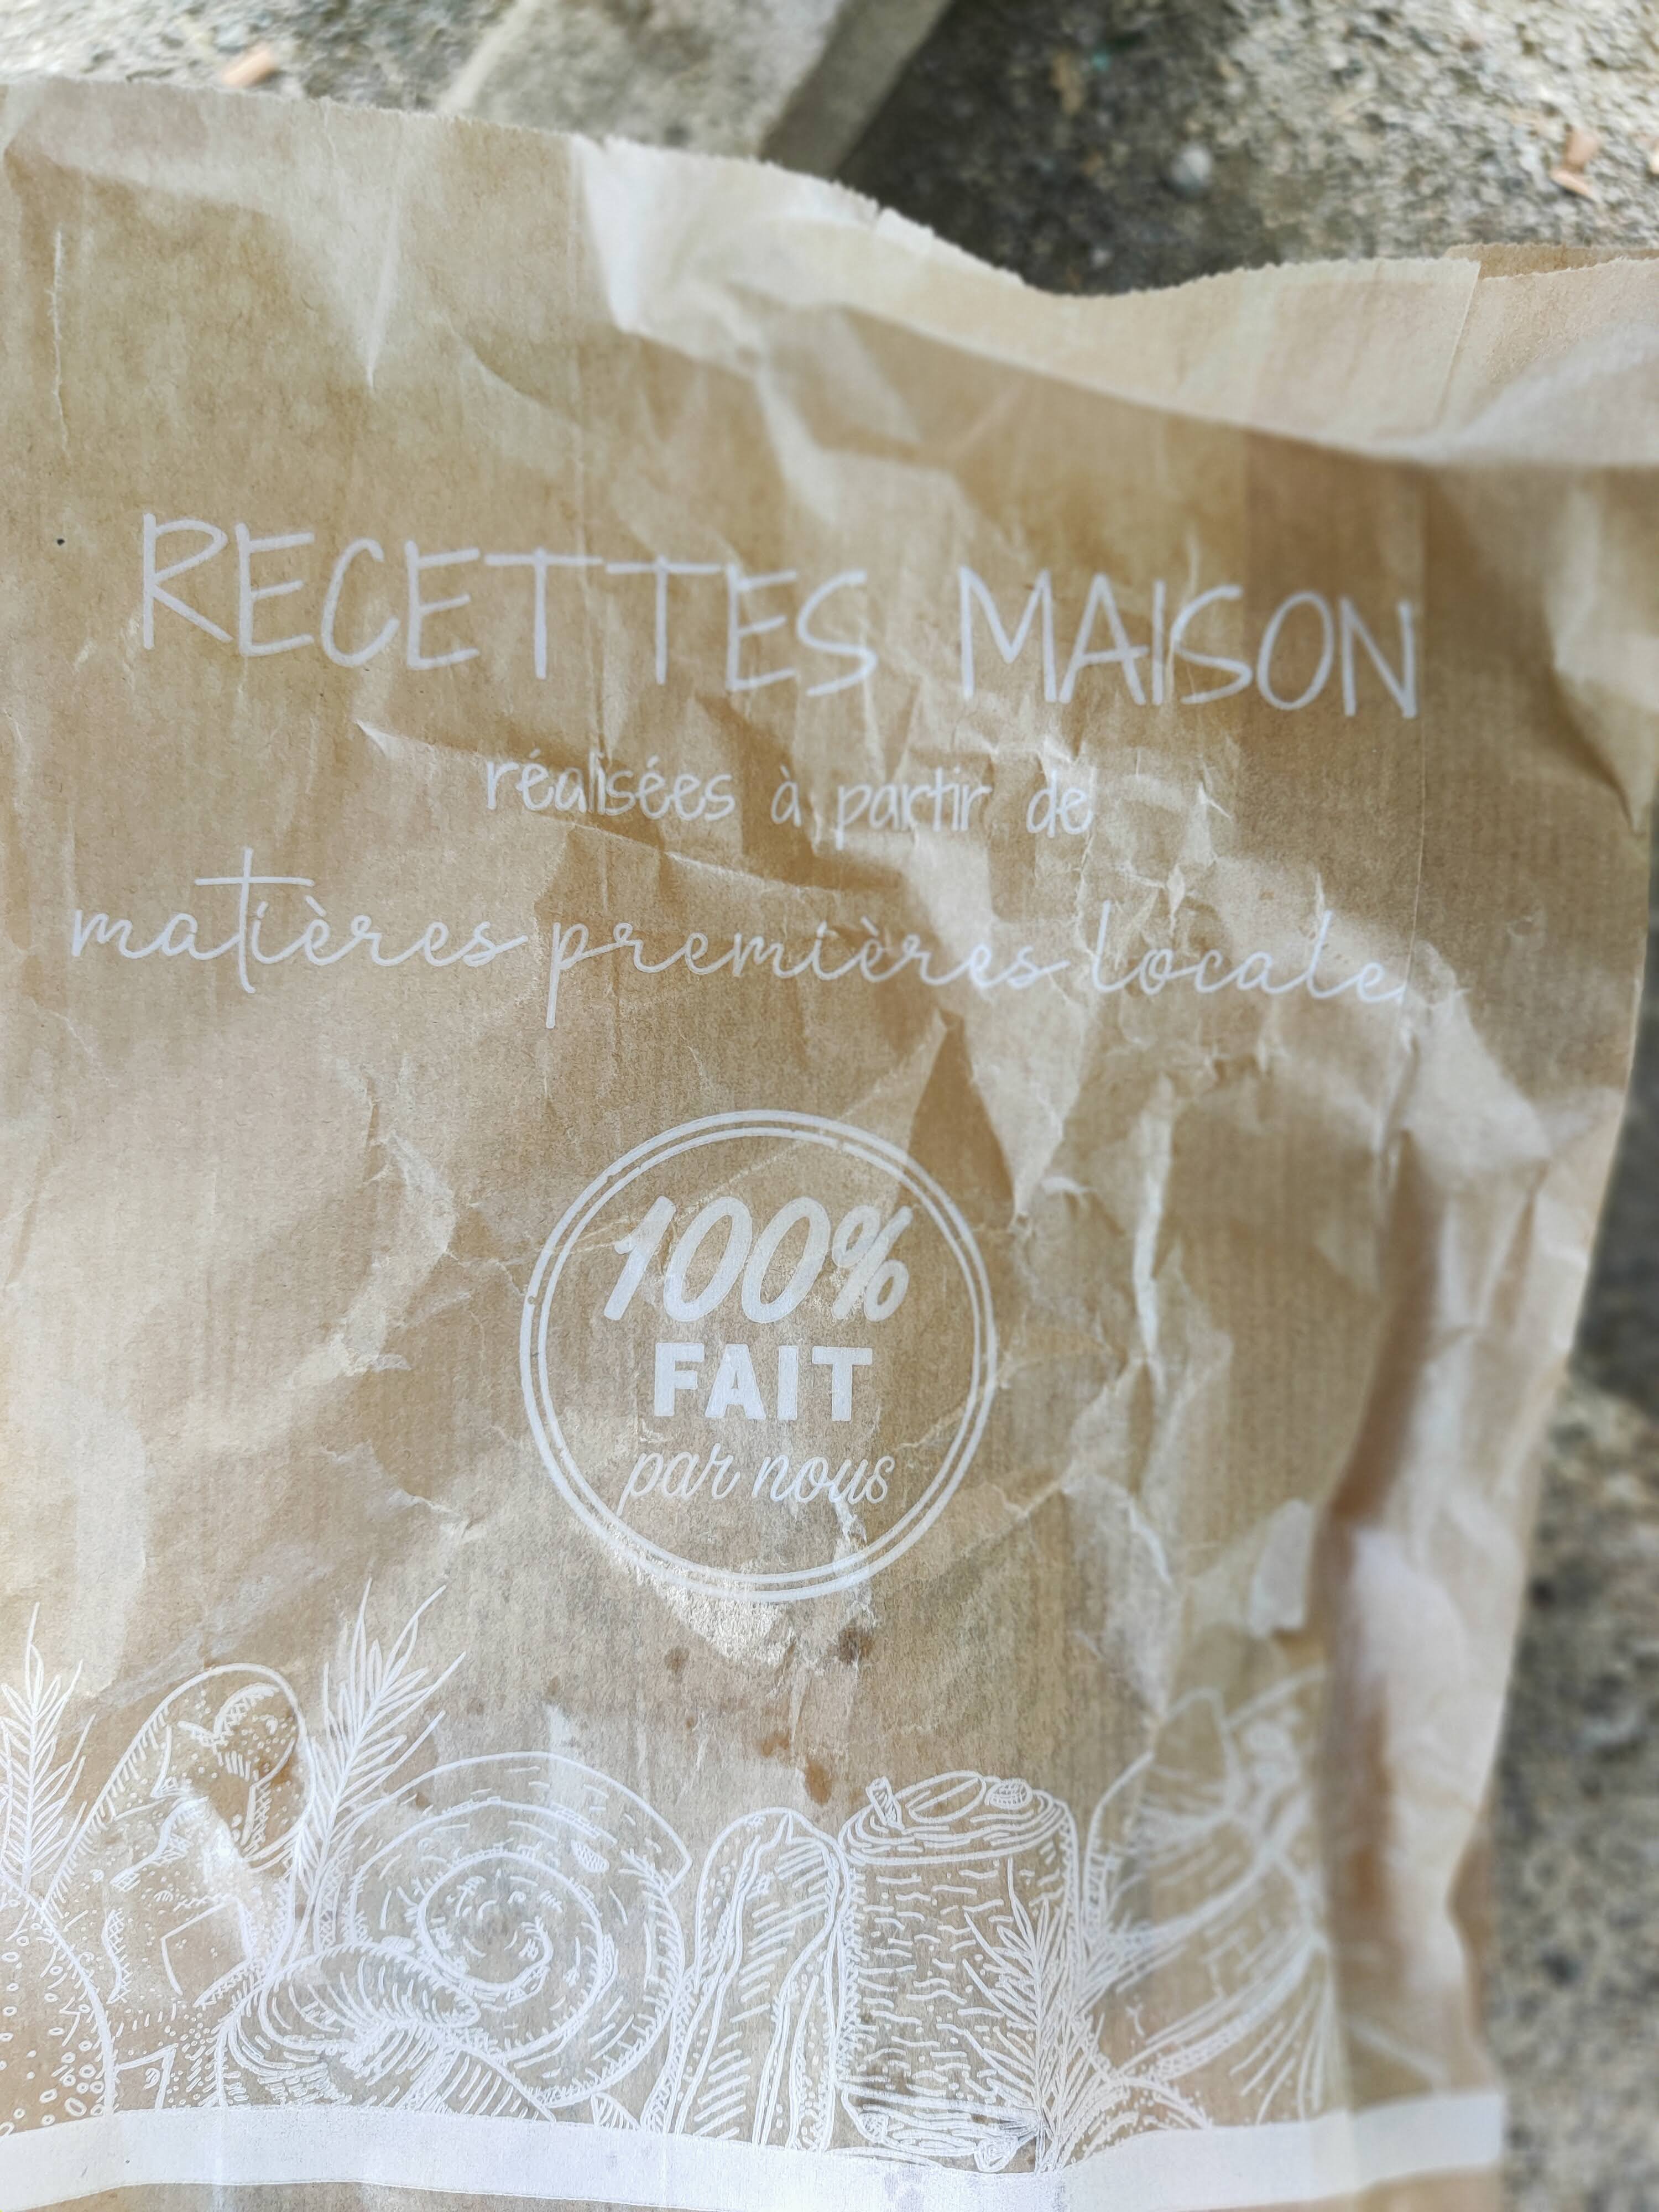 RECETTES MAISON
réalisées à partir de
matières premières locale
100%
FAIT
par nous